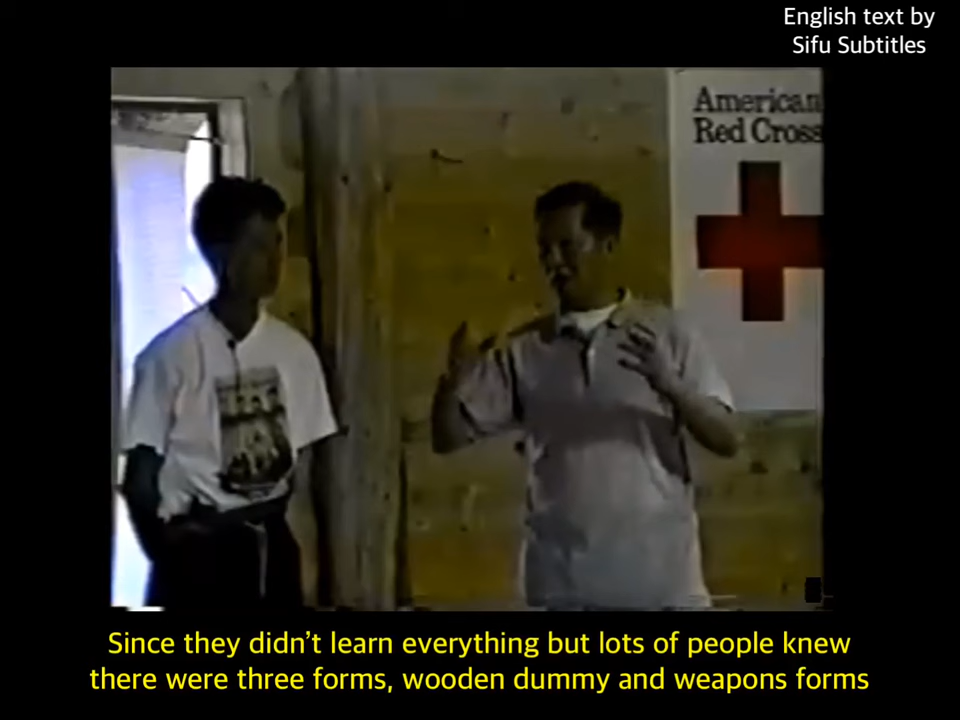 English text by
Sifu Subtitles
American
Red Cross
Since they didn't learn everything but lots of people knew
there were three forms, wooden dummy and weapons forms